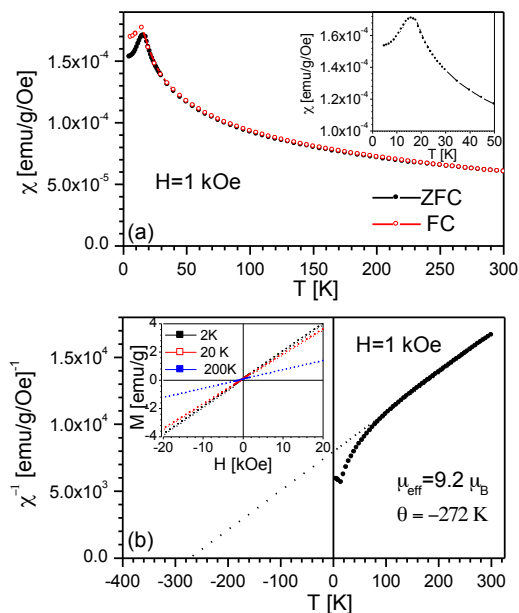 1.5x10⁻⁴
1.0x10⁻⁴
5.0x10⁻⁵
0.0
χ [emu/g/Oe]
1.6x10⁻⁴
1.4x10⁻⁴
1.2x10⁻⁴
1.0x10⁻⁴
χ [emu/g/Oe]
0 10 20 30 40 50
T [K]
H=1 kOe
ZFC
FC
(a)
0 50 100 150 200 250 300
T [K]
1.5x10⁴
1.0x10⁴
5.0x10³
0.0
χ⁻¹ [emu/g/Oe]⁻¹
4
2
0
-2
-4
M [emu/g]
2K
20 K
200K
-20 -10 0 10 20
H [kOe]
H=1 kOe
μeff=9.2 μB
θ = −272 K
(b)
-400 -300 -200 -100 0 100 200 300
T [K]